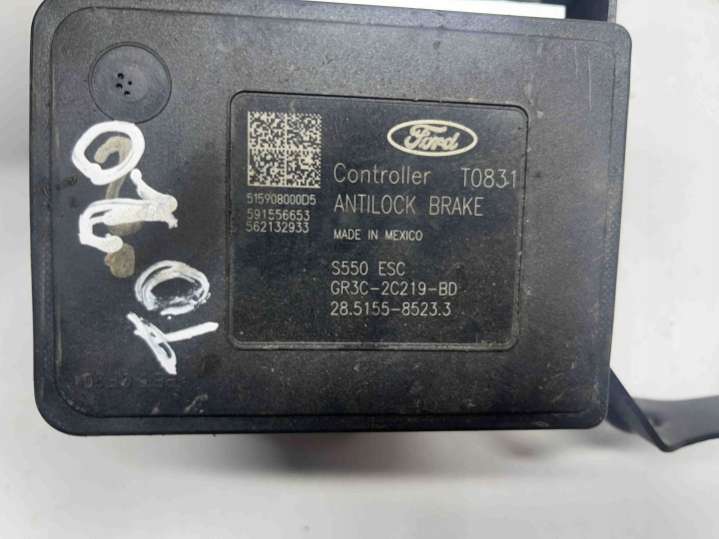 Ford
Controller T0831
ANTILOCK BRAKE
MADE IN MEXICO
S550 ESC
GR3C-2C219-BD
28.5155-8523.3
515908000D5
591556653
562132933